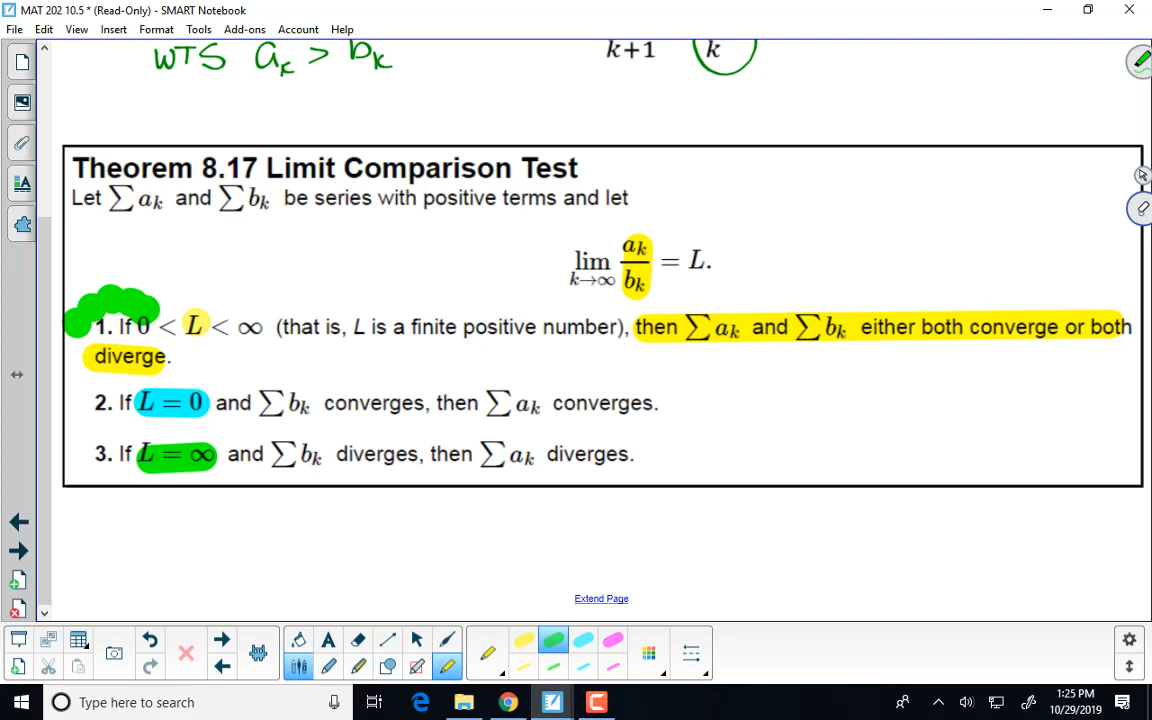 MAT 202 10.5 * (Read-Only) - SMART Notebook
File Edit View Insert Format Tools Add-ons Account Help
WTS a_k > b_k
k+1 k
Theorem 8.17 Limit Comparison Test
Let ∑ a_k and ∑ b_k be series with positive terms and let
lim k→∞ a_k/b_k = L.
1. If 0 < L < ∞ (that is, L is a finite positive number), then ∑ a_k and ∑ b_k either both converge or both
diverge.
2. If L = 0 and ∑ b_k converges, then ∑ a_k converges.
3. If L = ∞ and ∑ b_k diverges, then ∑ a_k diverges.
Extend Page
Type here to search
1:25 PM
10/29/2019